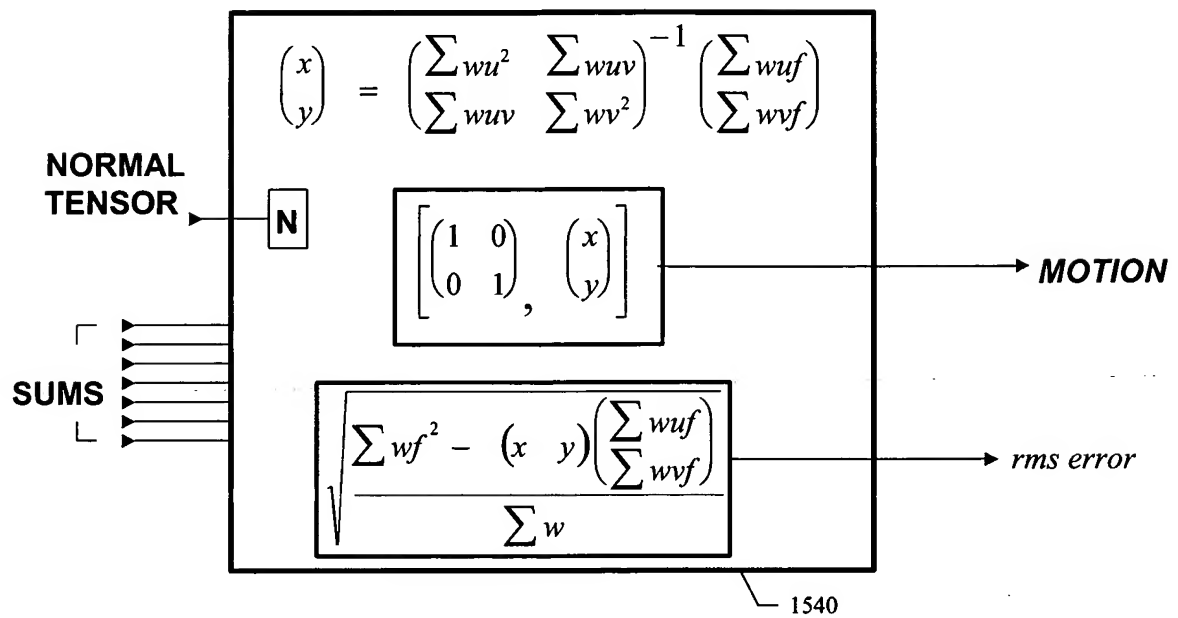 (x y) = (∑wu² ∑wuv ∑wuv ∑wv²)⁻¹ (∑wuf ∑wvf)
NORMAL
TENSOR
N
[(1 0 0 1), (x y)]
MOTION
SUMS
√((∑wf² − (x y)(∑wuf ∑wvf)) / ∑w)
rms error
1540